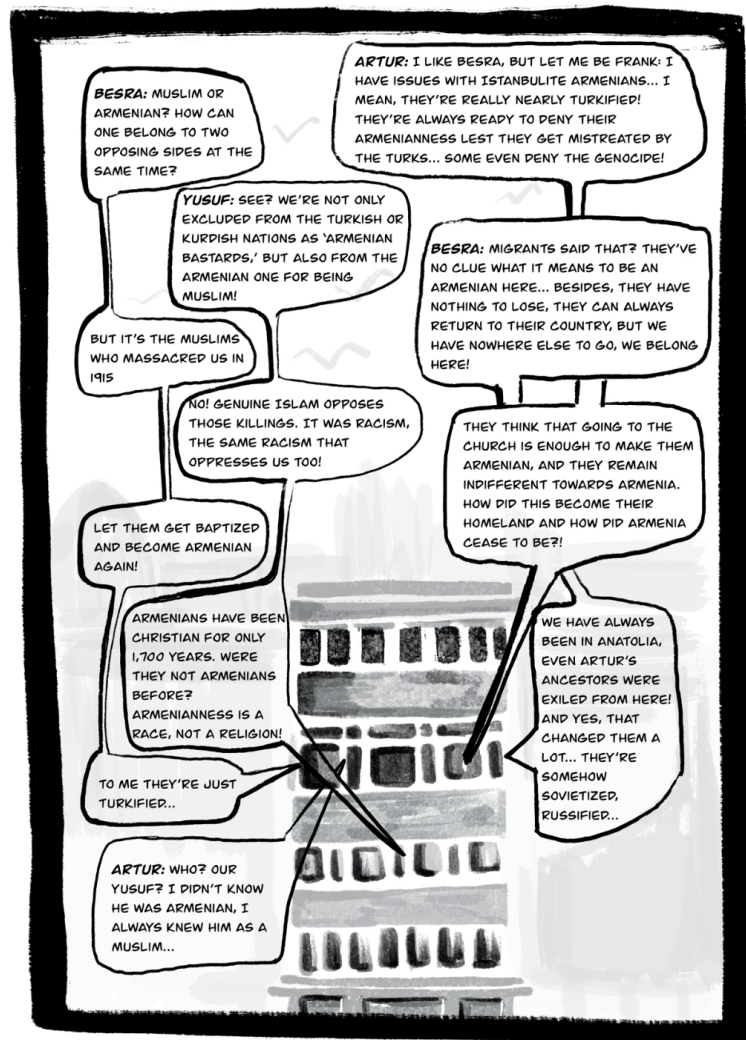 BESRA: MUSLIM OR
ARMENIAN? HOW CAN
ONE BELONG TO TWO
OPPOSING SIDES AT THE
SAME TIME?
YUSUF: SEE? WE'RE NOT ONLY
EXCLUDED FROM THE TURKISH OR
KURDISH NATIONS AS 'ARMENIAN
BASTARDS,' BUT ALSO FROM THE
ARMENIAN ONE FOR BEING
MUSLIM!
BUT IT'S THE MUSLIMS
WHO MASSACRED US IN
1915
NO! GENUINE ISLAM OPPOSES
THOSE KILLINGS. IT WAS RACISM,
THE SAME RACISM THAT
OPPRESSES US TOO!
LET THEM GET BAPTIZED
AND BECOME ARMENIAN
AGAIN!
ARMENIANS HAVE BEEN
CHRISTIAN FOR ONLY
1,700 YEARS. WERE
THEY NOT ARMENIANS
BEFORE?
ARMENIANNESS IS A
RACE, NOT A RELIGION!
TO ME THEY'RE JUST
TURKIFIED...
ARTUR: WHO? OUR
YUSUF? I DIDN'T KNOW
HE WAS ARMENIAN, I
ALWAYS KNEW HIM AS A
MUSLIM...
ARTUR: I LIKE BESRA, BUT LET ME BE FRANK: I
HAVE ISSUES WITH ISTANBULITE ARMENIANS... I
MEAN, THEY'RE REALLY NEARLY TURKIFIED!
THEY'RE ALWAYS READY TO DENY THEIR
ARMENIANNESS LEST THEY GET MISTREATED BY
THE TURKS... SOME EVEN DENY THE GENOCIDE!
BESRA: MIGRANTS SAID THAT? THEY'VE
NO CLUE WHAT IT MEANS TO BE AN
ARMENIAN HERE... BESIDES, THEY HAVE
NOTHING TO LOSE, THEY CAN ALWAYS
RETURN TO THEIR COUNTRY, BUT WE
HAVE NOWHERE ELSE TO GO, WE BELONG
HERE!
THEY THINK THAT GOING TO THE
CHURCH IS ENOUGH TO MAKE THEM
ARMENIAN, AND THEY REMAIN
INDIFFERENT TOWARDS ARMENIA.
HOW DID THIS BECOME THEIR
HOMELAND AND HOW DID ARMENIA
CEASE TO BE?!
WE HAVE ALWAYS
BEEN IN ANATOLIA,
EVEN ARTUR'S
ANCESTORS WERE
EXILED FROM HERE!
AND YES, THAT
CHANGED THEM A
LOT... THEY'RE
SOMEHOW
SOVIETIZED,
RUSSIFIED...